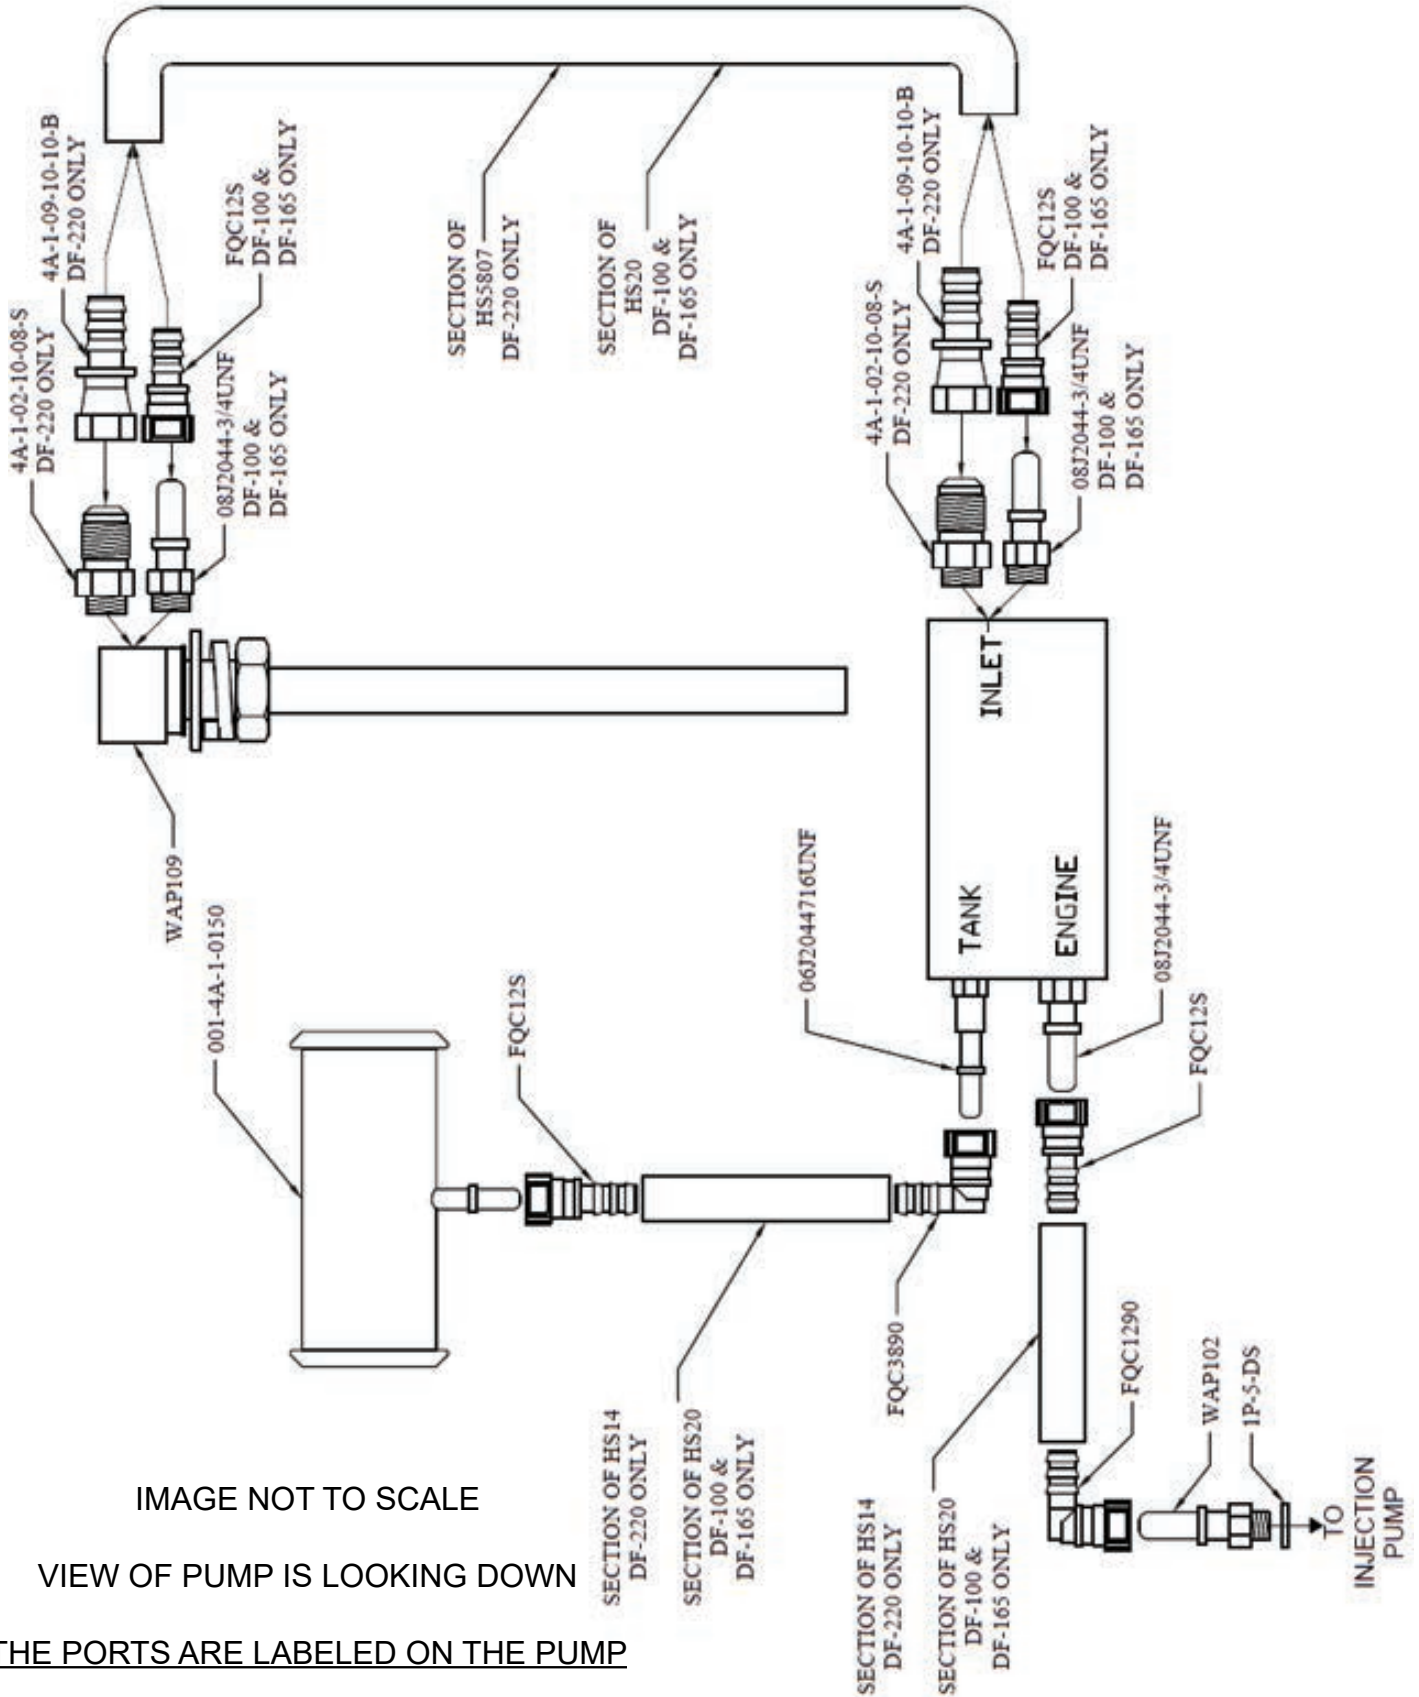 4A-1-02-10-08-S
DF-220 ONLY
4A-1-09-10-10-B
DF-220 ONLY
FQC12S
DF-100 &
DF-165 ONLY
08J2044-3/4UNF
DF-100 &
DF-165 ONLY
SECTION OF
HS5807
DF-220 ONLY
SECTION OF
HS20
DF-100 &
DF-165 ONLY
4A-1-02-10-08-S
DF-220 ONLY
4A-1-09-10-10-B
DF-220 ONLY
FQC12S
DF-100 &
DF-165 ONLY
08J2044-3/4UNF
DF-100 &
DF-165 ONLY
WAP109
001-4A-1-0150
FQC12S
06J2044716UNF
INLET
TANK
ENGINE
08J2044-3/4UNF
FQC12S
SECTION OF HS14
DF-220 ONLY
SECTION OF HS20
DF-100 &
DF-165 ONLY
FQC3890
SECTION OF HS14
DF-220 ONLY
SECTION OF HS20
DF-100 &
DF-165 ONLY
FQC1290
WAP102
1P-5-DS
TO
INJECTION
PUMP
IMAGE NOT TO SCALE
VIEW OF PUMP IS LOOKING DOWN
THE PORTS ARE LABELED ON THE PUMP